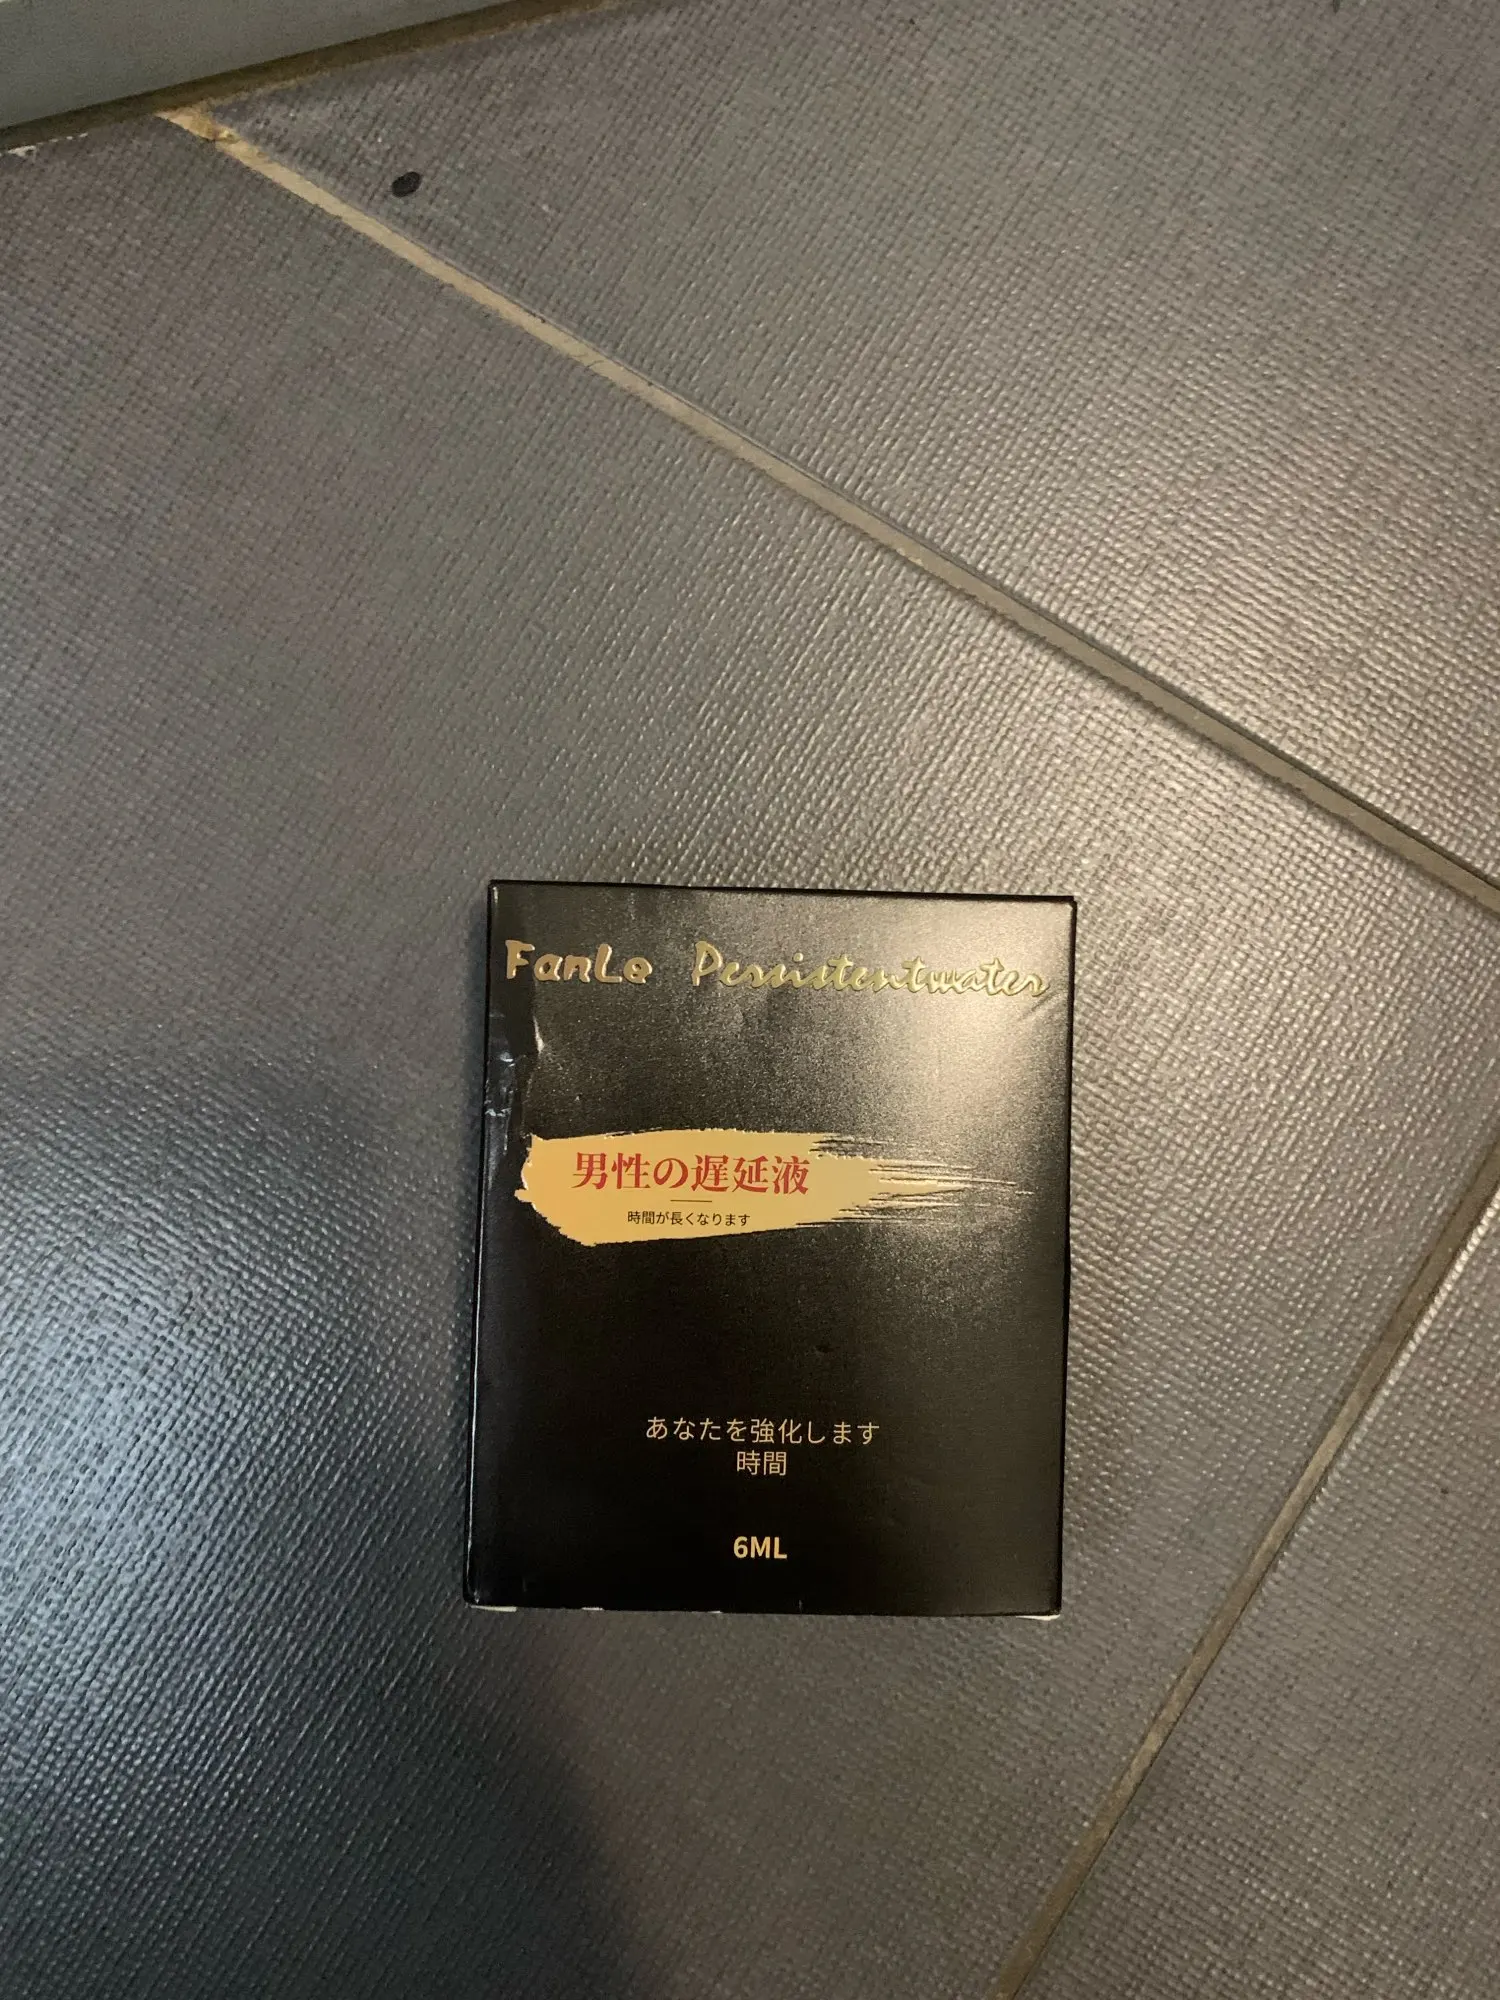 FanLe Persistentwater
男性の遅延液
時間が長くなります
あなたを強化します
時間
6ML